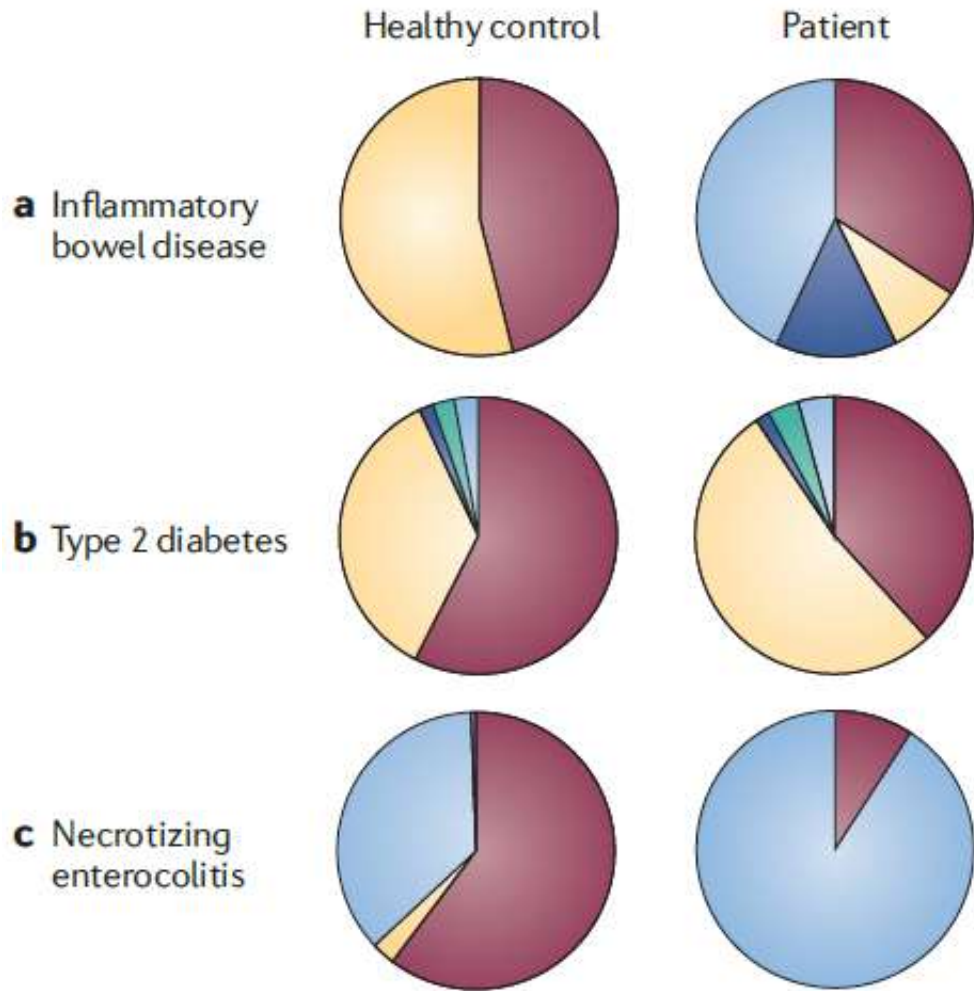 Healthy control
Patient
a Inflammatory
bowel disease
b Type 2 diabetes
c Necrotizing
enterocolitis